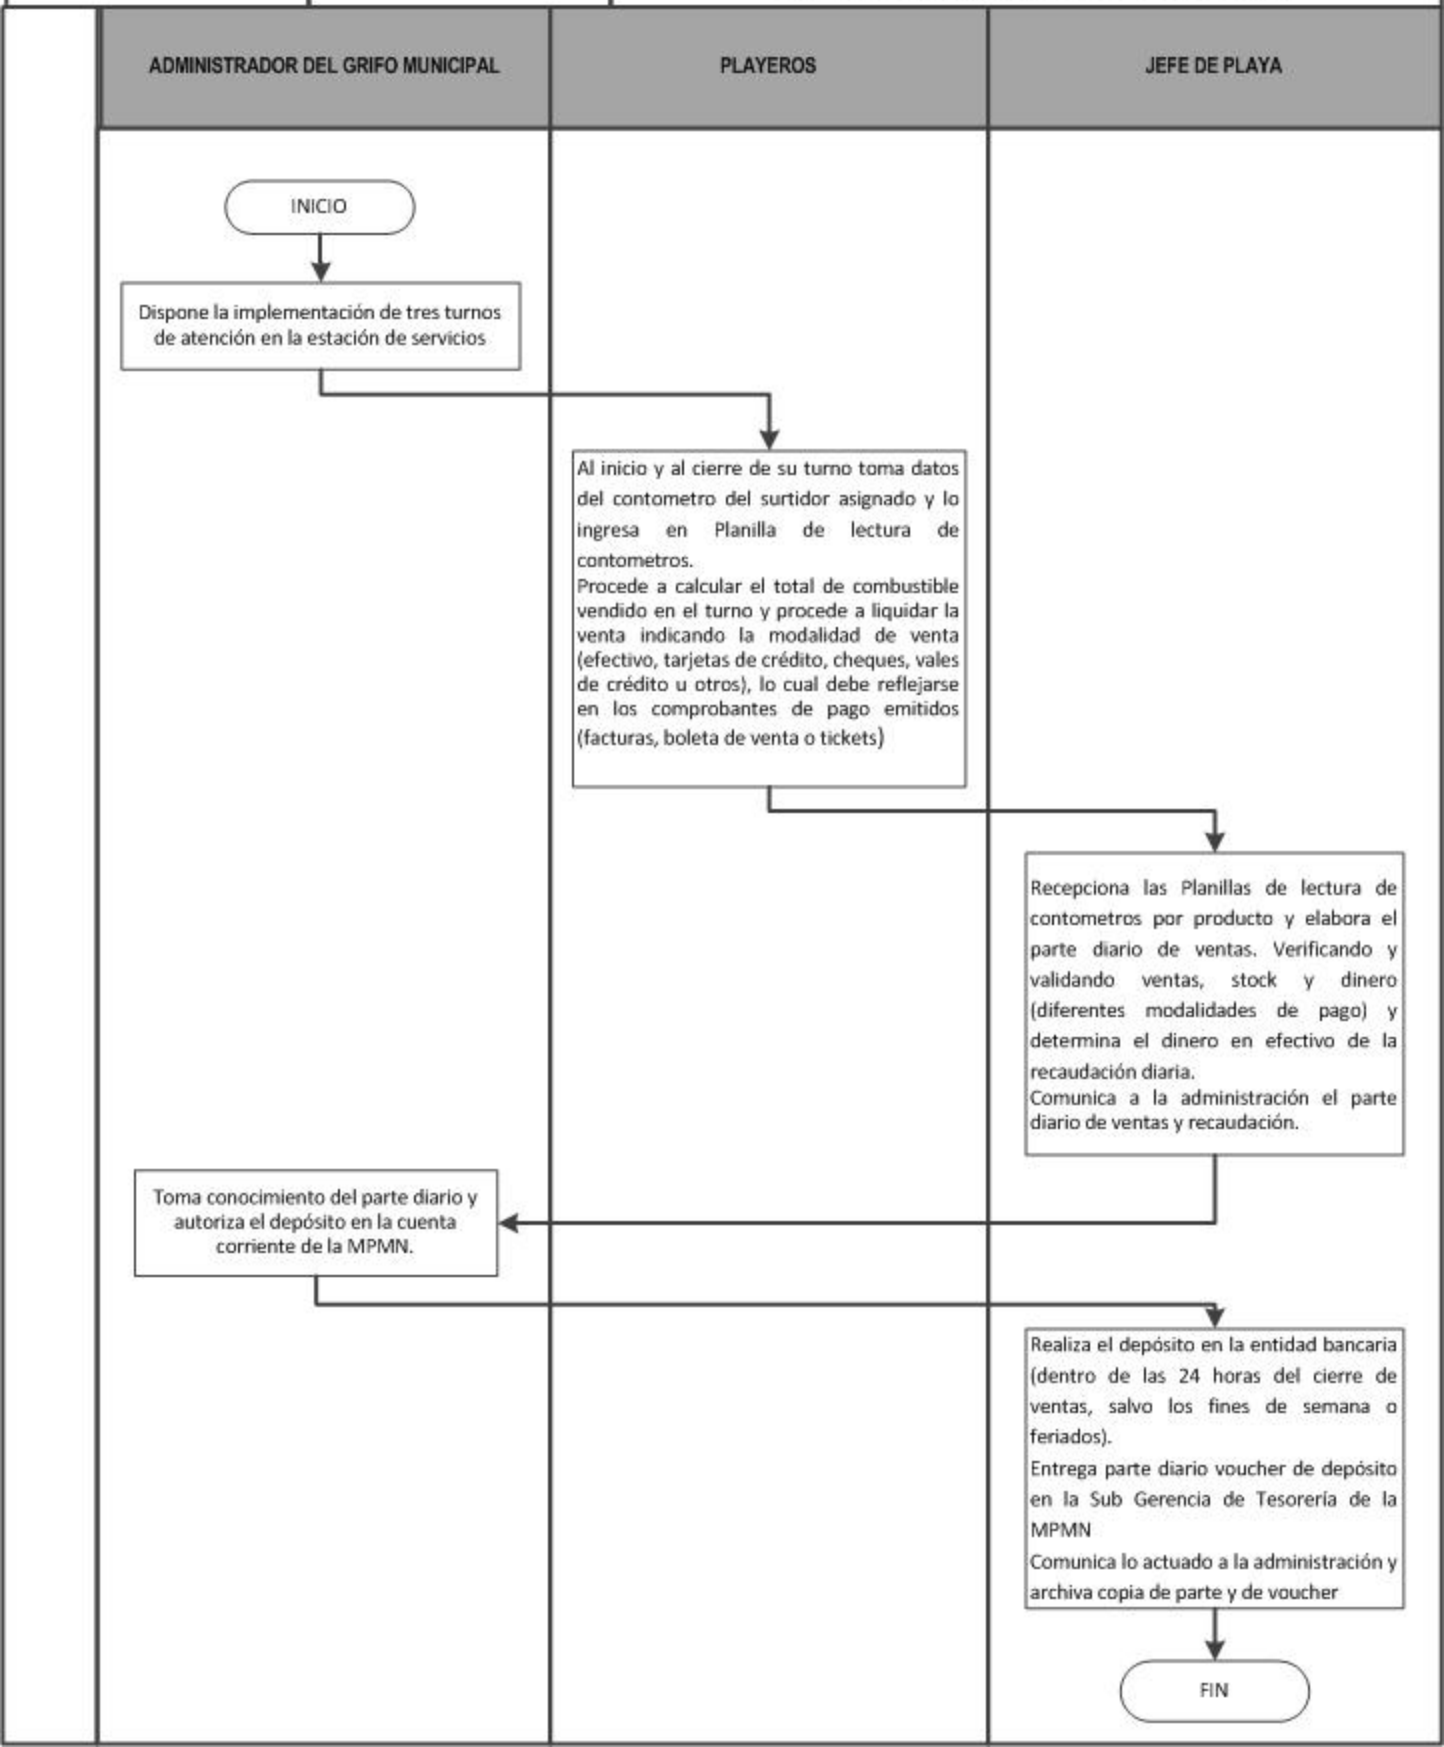 ADMINISTRADOR DEL GRIFO MUNICIPAL
PLAYEROS
JEFE DE PLAYA
INICIO
Dispone la implementación de tres turnos
de atención en la estación de servicios
Al inicio y al cierre de su turno toma datos
del contometro del surtidor asignado y lo
ingresa en Planilla de lectura de
contometros.
Procede a calcular el total de combustible
vendido en el turno y procede a liquidar la
venta indicando la modalidad de venta
(efectivo, tarjetas de crédito, cheques, vales
de crédito u otros), lo cual debe reflejarse
en los comprobantes de pago emitidos
(facturas, boleta de venta o tickets)
Recepciona las Planillas de lectura de
contometros por producto y elabora el
parte diario de ventas. Verificando y
validando ventas, stock y dinero
(diferentes modalidades de pago) y
determina el dinero en efectivo de la
recaudación diaria.
Comunica a la administración el parte
diario de ventas y recaudación.
Toma conocimiento del parte diario y
autoriza el depósito en la cuenta
corriente de la MPMN.
Realiza el depósito en la entidad bancaria
(dentro de las 24 horas del cierre de
ventas, salvo los fines de semana o
feriados).
Entrega parte diario voucher de depósito
en la Sub Gerencia de Tesorería de la
MPMN
Comunica lo actuado a la administración y
archiva copia de parte y de voucher
FIN